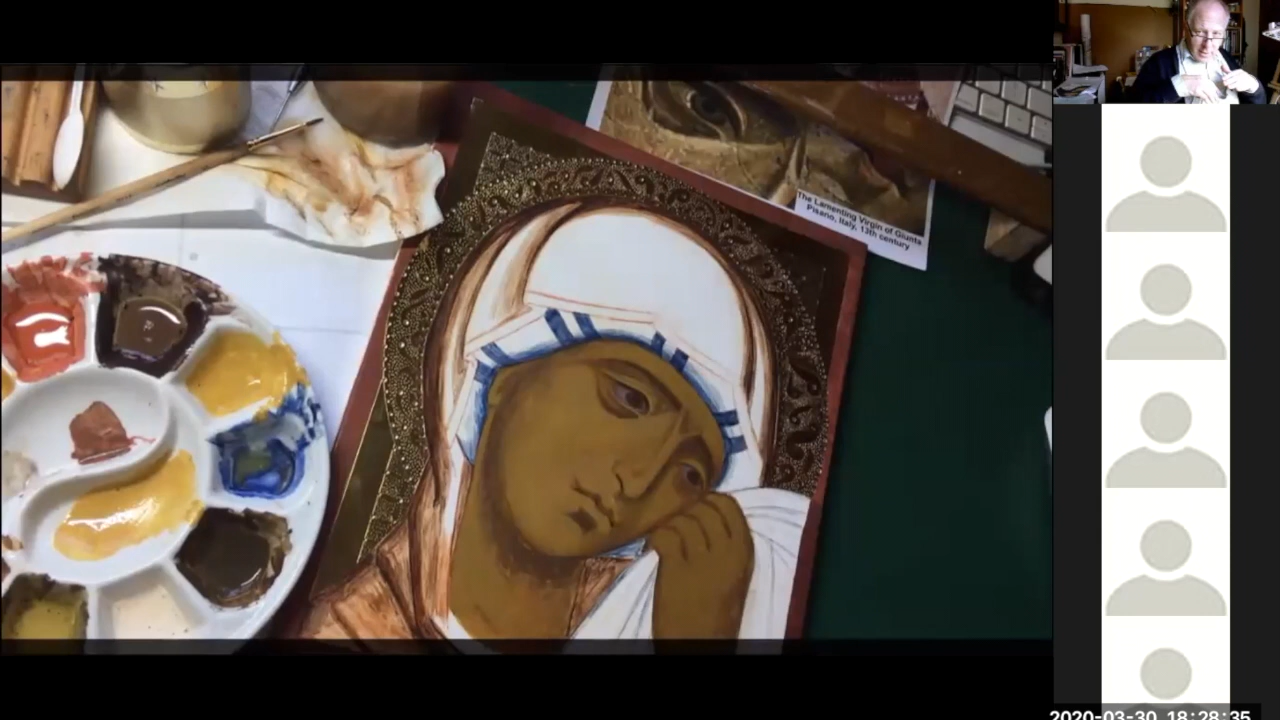 The Lamenting Virgin of Giunta
Pisano, Italy, 13th century
2020-03-30 18:28:35